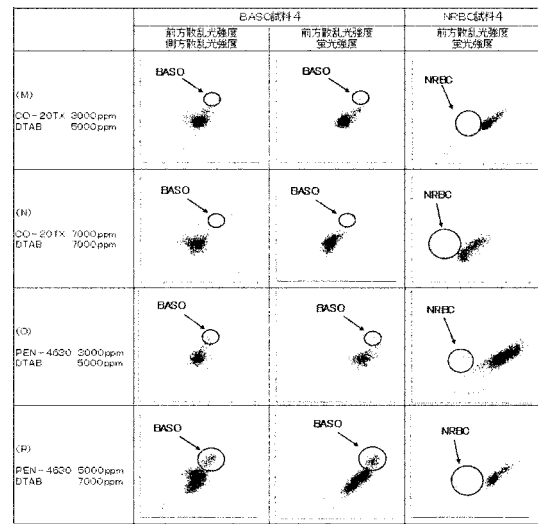 BASO試料4
NRBC試料4
前方散乱光強度
側方散乱光強度
前方散乱光強度
蛍光強度
前方散乱光強度
蛍光強度
(M)
CO-20TX 3000ppm
DTAB 5000ppm
BASO
BASO
NRBC
(N)
CO-20TX 7000ppm
DTAB 7000ppm
BASO
BASO
NRBC
(O)
PEN-4630 3000ppm
DTAB 5000ppm
BASO
BASO
NRBC
(P)
PEN-4630 5000ppm
DTAB 7000ppm
BASO
BASO
NRBC